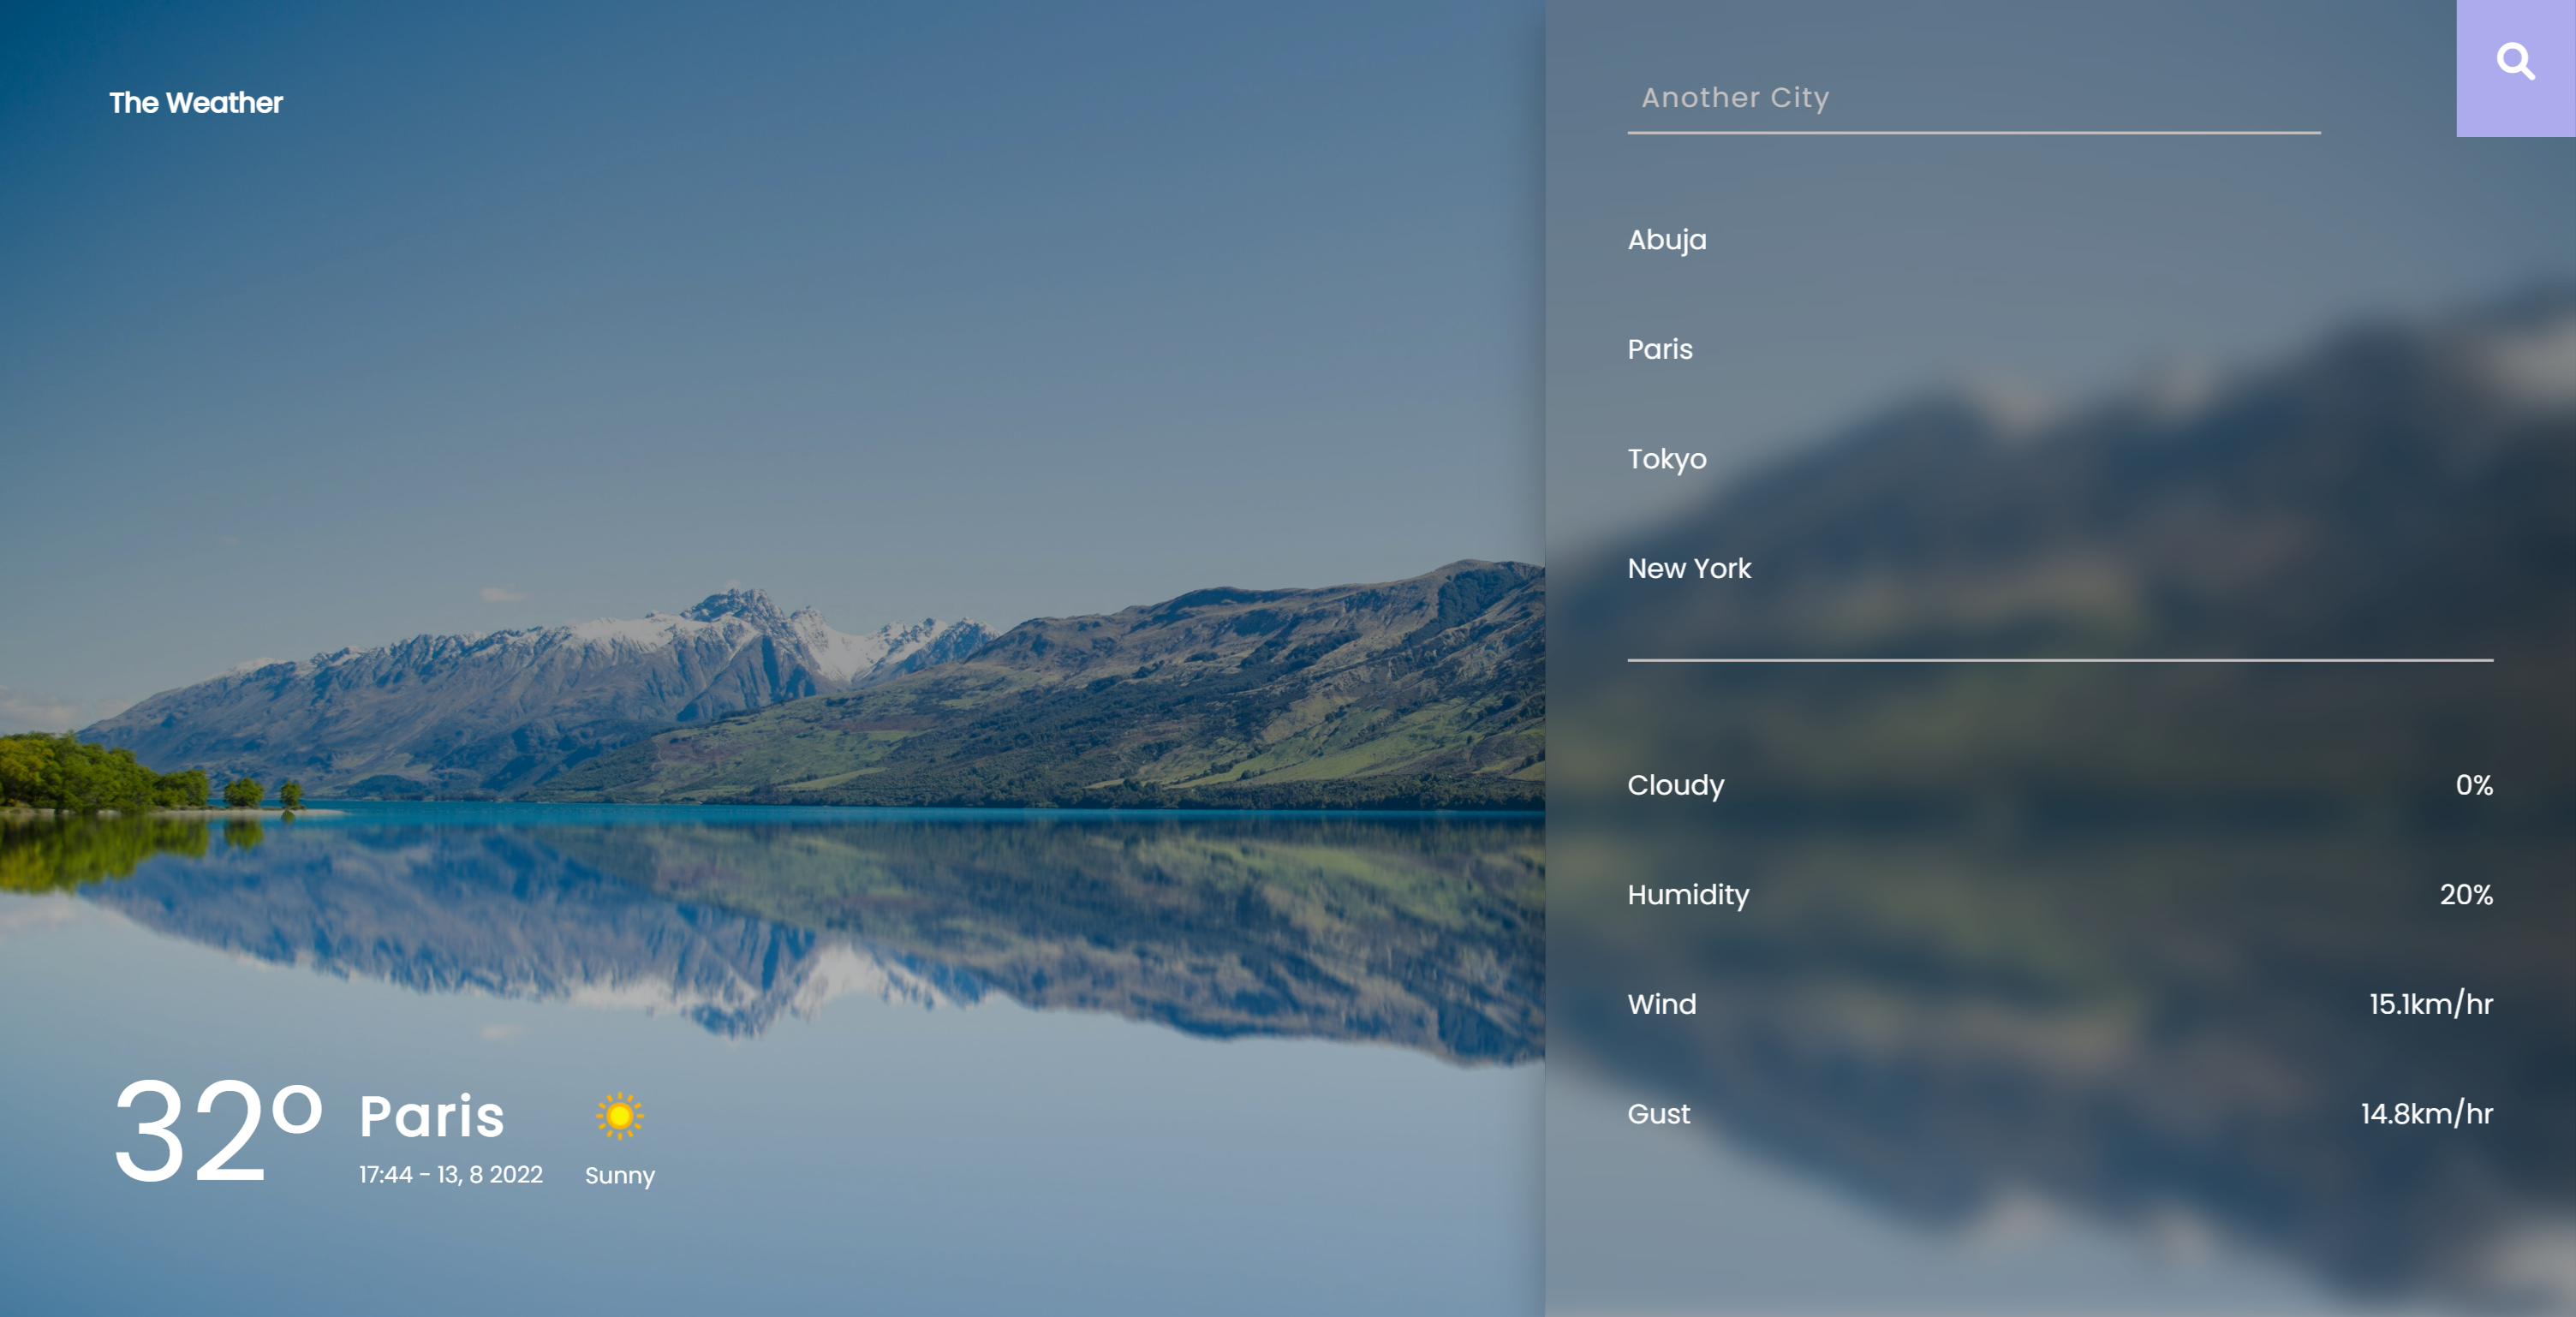 The Weather
32°
Paris
17:44 - 13, 8 2022
Sunny
Another City
Abuja
Paris
Tokyo
New York
Cloudy 0%
Humidity 20%
Wind 15.1km/hr
Gust 14.8km/hr